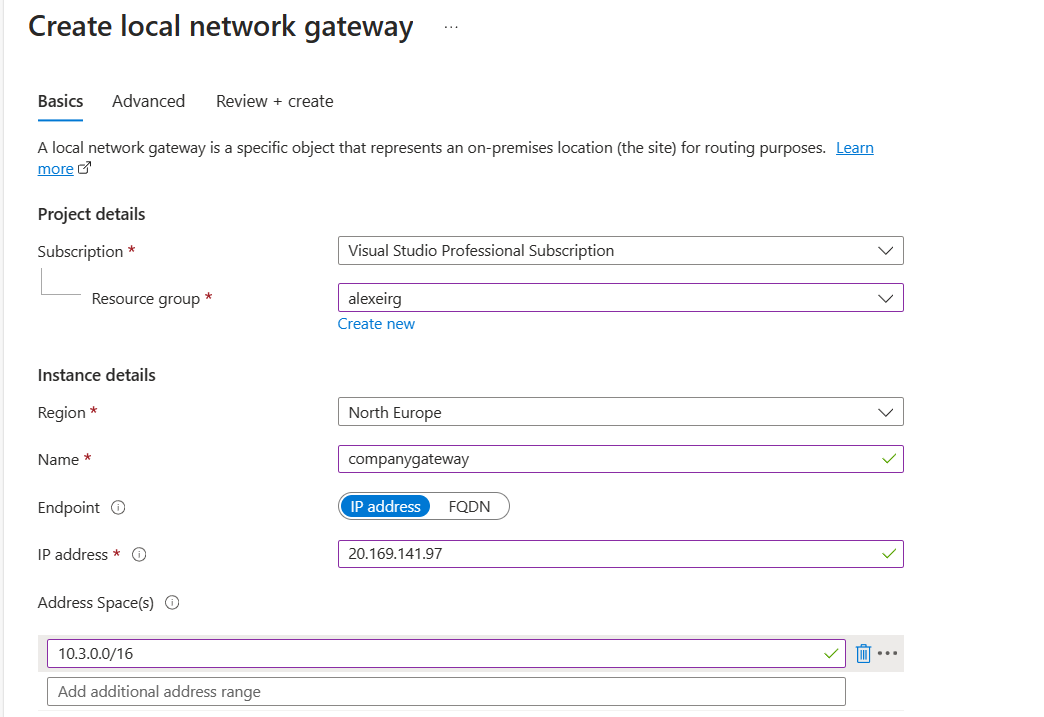 Create local network gateway ...
Basics Advanced Review + create
A local network gateway is a specific object that represents an on-premises location (the site) for routing purposes. Learn
more
Project details
Subscription * Visual Studio Professional Subscription
Resource group * alexeirg
Create new
Instance details
Region * North Europe
Name * companygateway
Endpoint IP address FQDN
IP address * 20.169.141.97
Address Space(s)
10.3.0.0/16
Add additional address range